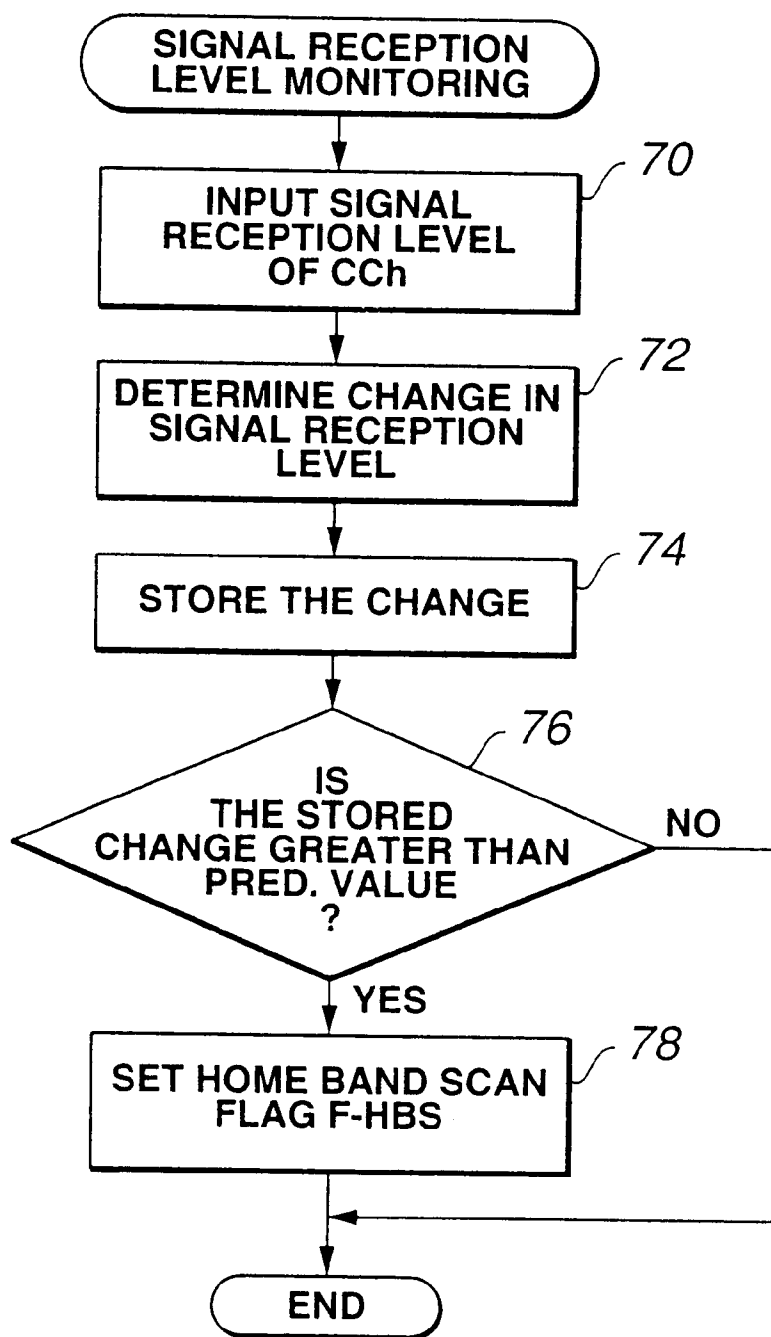 SIGNAL RECEPTION
LEVEL MONITORING
70
INPUT SIGNAL
RECEPTION LEVEL
OF CCh
72
DETERMINE CHANGE IN
SIGNAL RECEPTION
LEVEL
74
STORE THE CHANGE
76
IS
THE STORED
CHANGE GREATER THAN
PRED. VALUE
?
NO
YES
78
SET HOME BAND SCAN
FLAG F-HBS
END